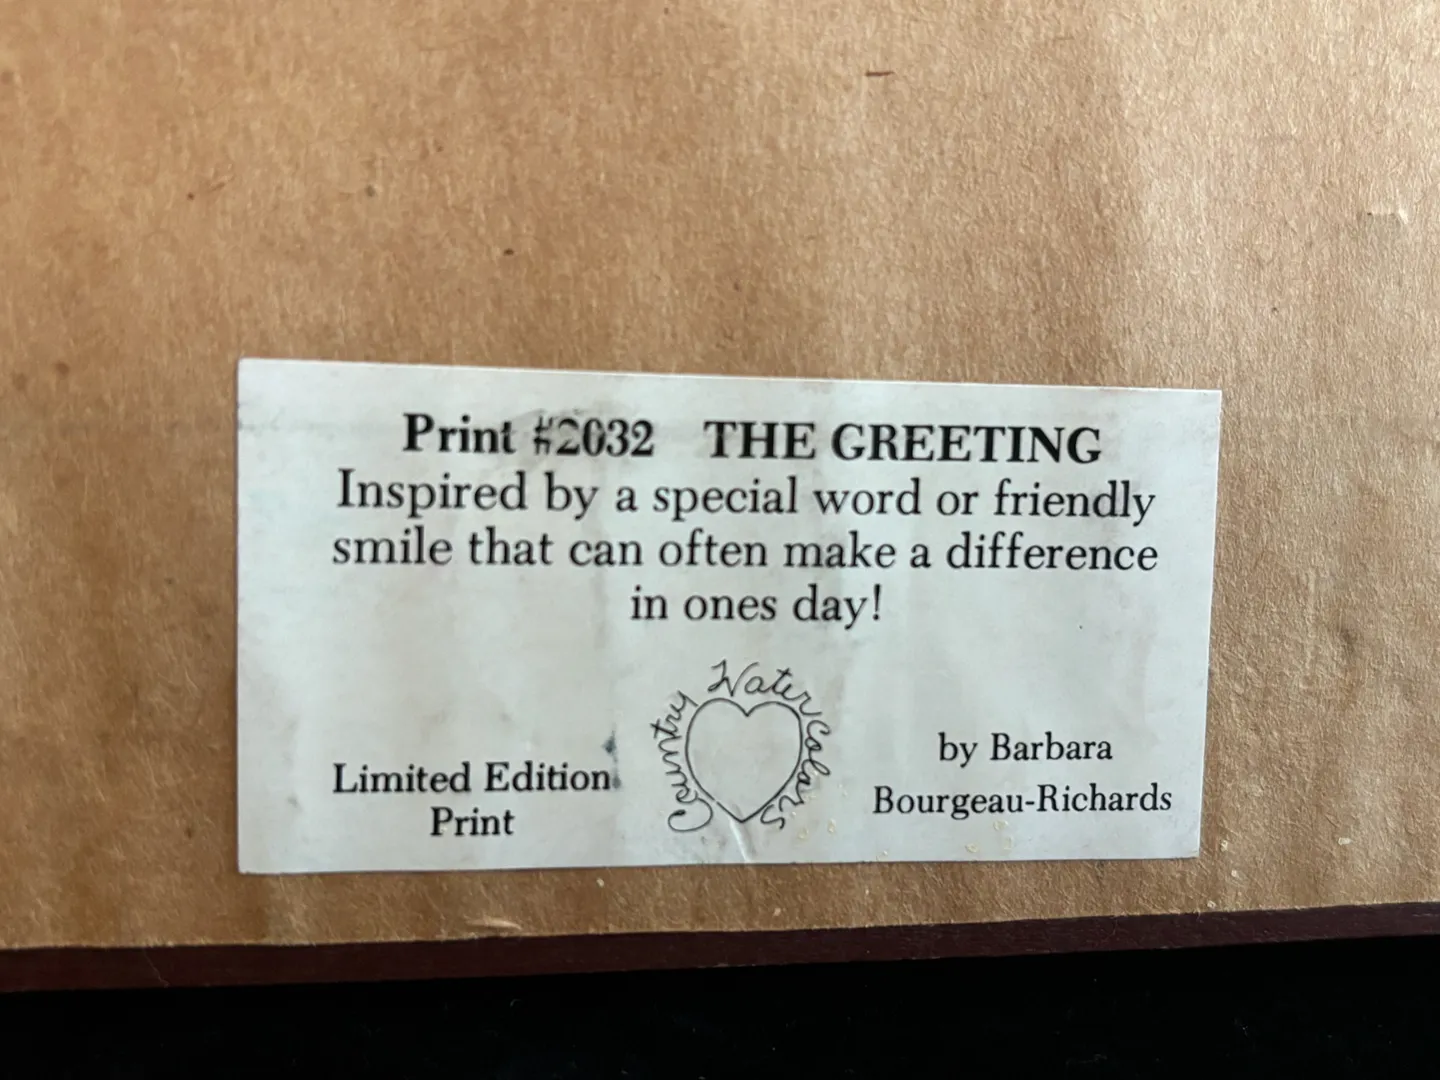 Print #2032 THE GREETING
Inspired by a special word or friendly
smile that can often make a difference
in ones day!
Country Water Colors
Limited Edition
Print
by Barbara
Bourgeau-Richards